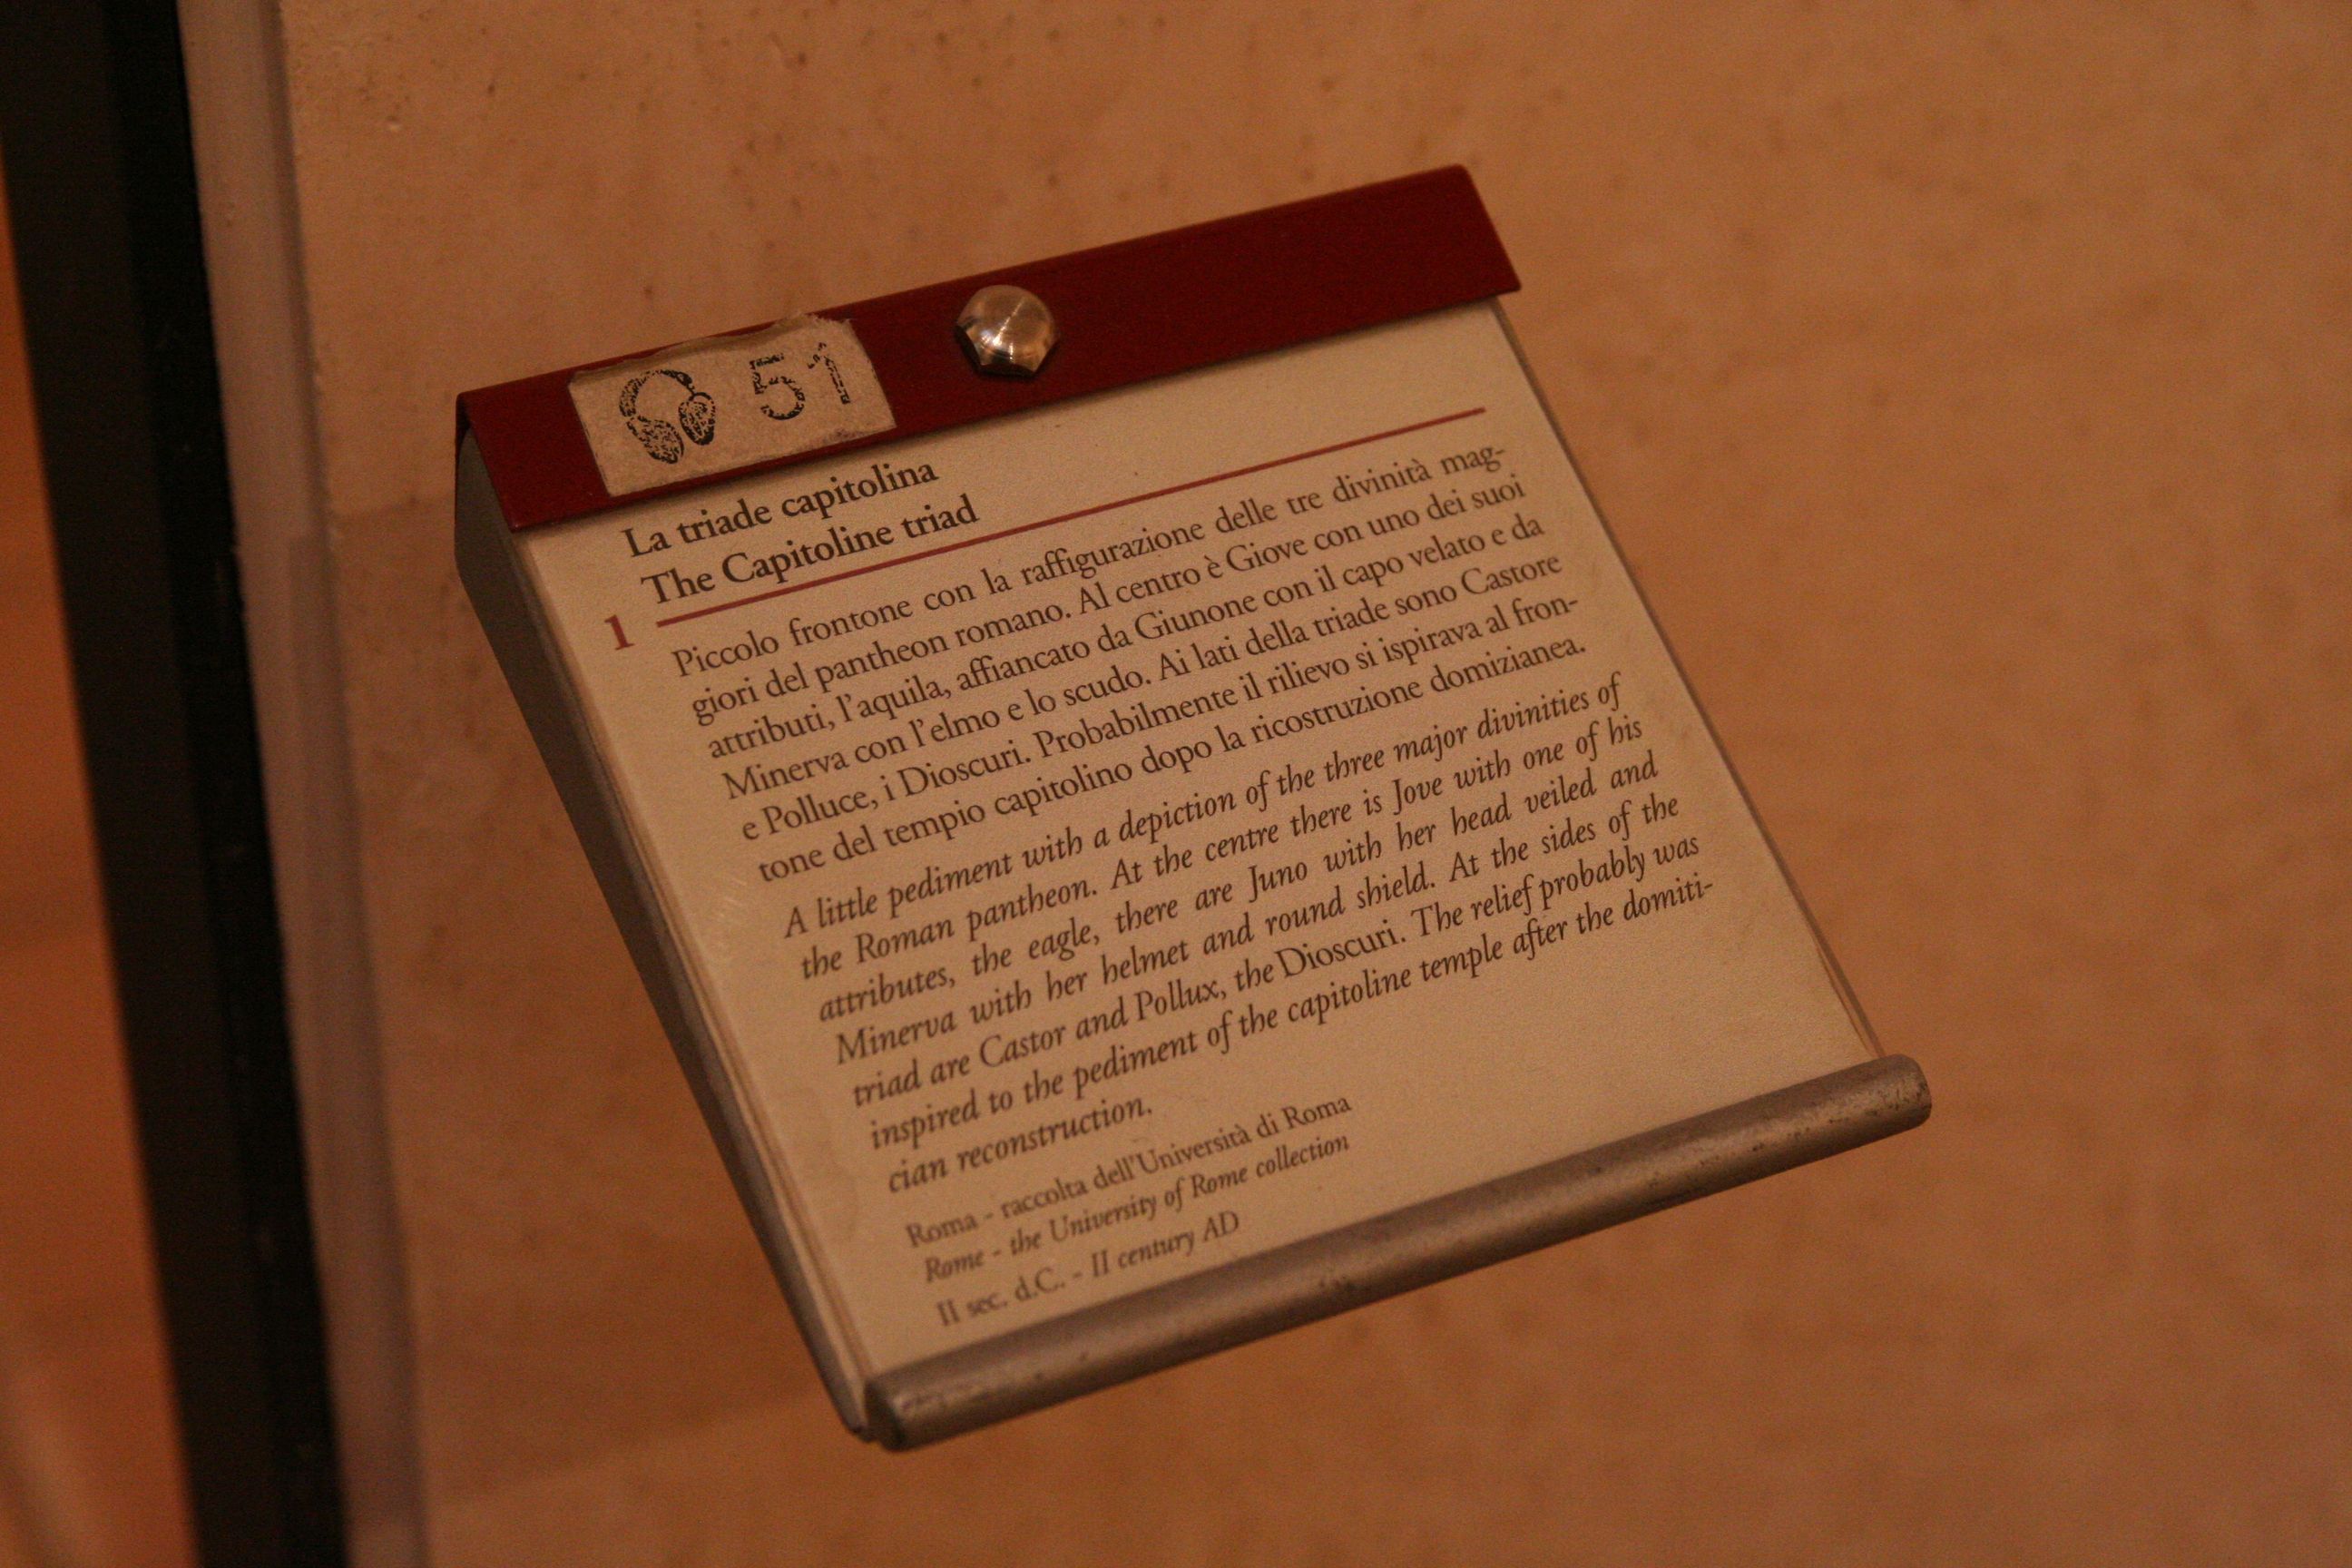 51
La triade capitolina
The Capitoline triad
1
Piccolo frontone con la raffigurazione delle tre divinità mag-
giori del pantheon romano. Al centro è Giove con uno dei suoi
attributi, l'aquila, affiancato da Giunone con il capo velato e da
Minerva con l'elmo e lo scudo. Ai lati della triade sono Castore
e Polluce, i Dioscuri. Probabilmente il rilievo si ispirava al fron-
tone del tempio capitolino dopo la ricostruzione domizianea.
A little pediment with a depiction of the three major divinities of
the Roman pantheon. At the centre there is Jove with one of his
attributes, the eagle, there are Juno with her head veiled and
Minerva with her helmet and round shield. At the sides of the
triad are Castor and Pollux, the Dioscuri. The relief probably was
inspired to the pediment of the capitoline temple after the domiti-
cian reconstruction.
Roma - raccolta dell'Università di Roma
Rome - the University of Rome collection
II sec. d.C. - II century AD